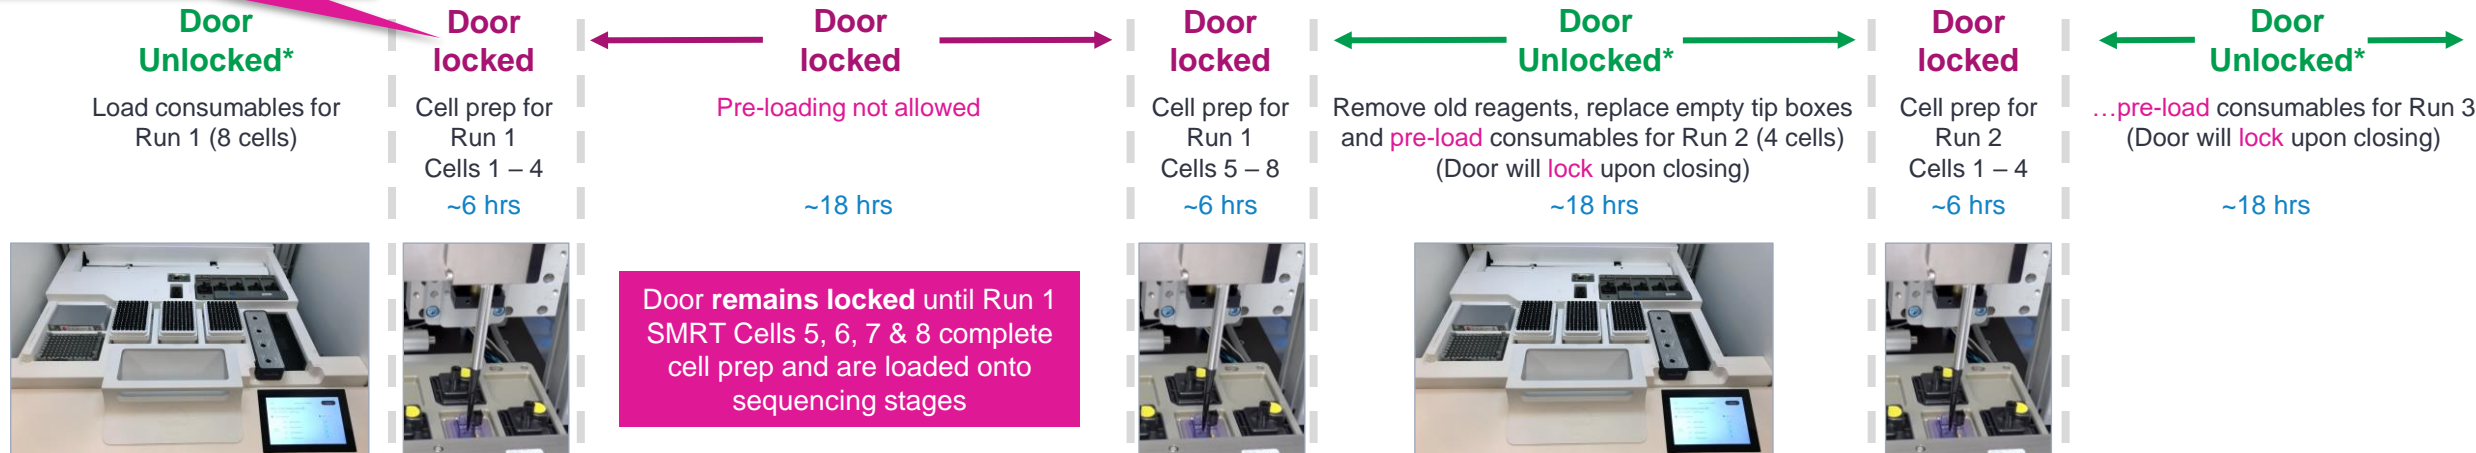 Door
Unlocked*
Load consumables for
Run 1 (8 cells)
Door
locked
Cell prep for
Run 1
Cells 1 – 4
~6 hrs
Door
locked
Pre-loading not allowed
~18 hrs
Door remains locked until Run 1
SMRT Cells 5, 6, 7 & 8 complete
cell prep and are loaded onto
sequencing stages
Door
locked
Cell prep for
Run 1
Cells 5 – 8
~6 hrs
Door
Unlocked*
Remove old reagents, replace empty tip boxes
and pre-load consumables for Run 2 (4 cells)
(Door will lock upon closing)
~18 hrs
Door
locked
Cell prep for
Run 2
Cells 1 – 4
~6 hrs
Door
Unlocked*
…pre-load consumables for Run 3
(Door will lock upon closing)
~18 hrs